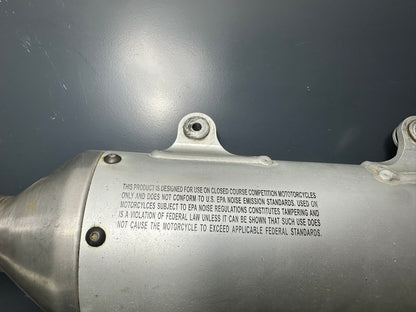 THIS PRODUCT IS DESIGNED FOR USE ON CLOSED COURSE COMPETITION MOTOTORCYCLES
ONLY AND DOES NOT CONFORM TO U.S. EPA NOISE EMISSION STANDARDS. USED ON
MOTORCYLCES SUBJECT TO EPA NOISE REGULATIONS CONSTITUTES TAMPERING AND
IS A VIOLATION OF FEDERAL LAW UNLESS IT CAN BE SHOWN THAT SUCH USE DOES
NOT CAUSE THE MOTORCYCLE TO EXCEED APPLICABLE FEDERAL STANDARDS.